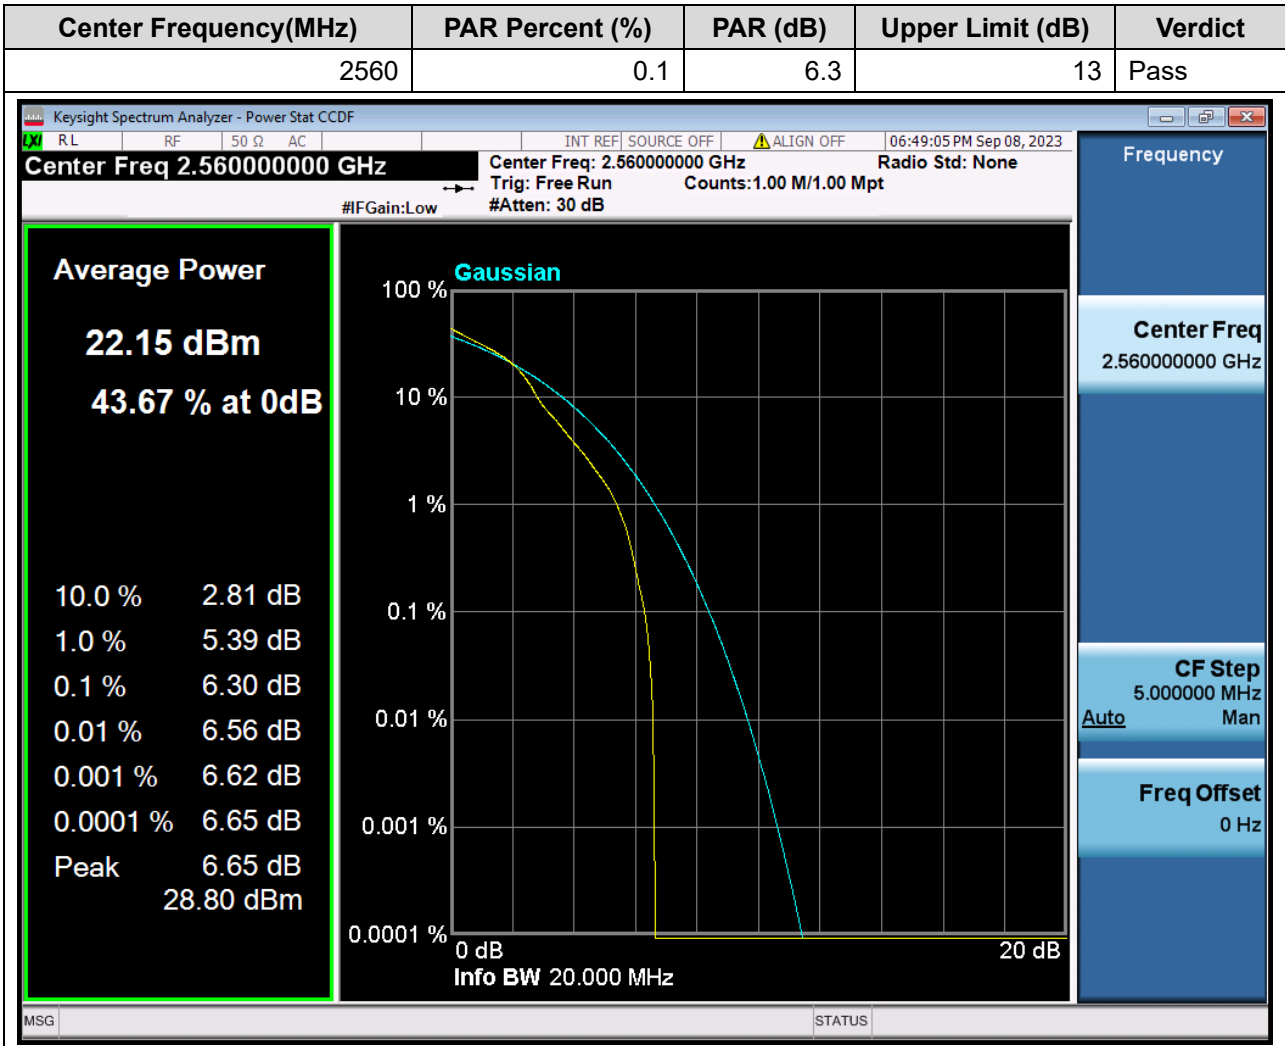 Center Frequency(MHz) PAR Percent (%) PAR (dB) Upper Limit (dB) Verdict
2560 0.1 6.3 13 Pass
Keysight Spectrum Analyzer - Power Stat CCDF
LXI RL RF 50 Ω AC INT REF SOURCE OFF ALIGN OFF 06:49:05 PM Sep 08, 2023
Center Freq 2.560000000 GHz
#IFGain:Low
Center Freq: 2.560000000 GHz Radio Std: None
Trig: Free Run Counts:1.00 M/1.00 Mpt
#Atten: 30 dB
Average Power
22.15 dBm
43.67 % at 0dB
10.0 % 2.81 dB
1.0 % 5.39 dB
0.1 % 6.30 dB
0.01 % 6.56 dB
0.001 % 6.62 dB
0.0001 % 6.65 dB
Peak 6.65 dB
28.80 dBm
Gaussian
100 %
10 %
1 %
0.1 %
0.01 %
0.001 %
0.0001 %
0 dB 20 dB
Info BW 20.000 MHz
Frequency
Center Freq
2.560000000 GHz
CF Step
5.000000 MHz
Auto Man
Freq Offset
0 Hz
MSG STATUS